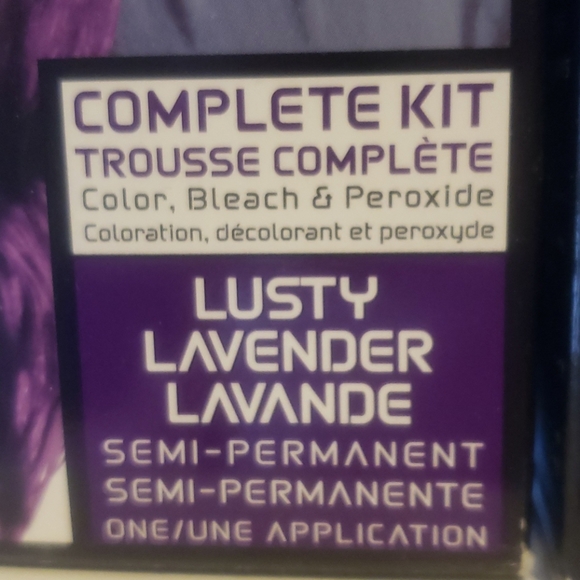 COMPLETE KIT
TROUSSE COMPLÈTE
Color, Bleach & Peroxide
Coloration, décolorant et peroxyde
LUSTY
LAVENDER
LAVANDE
SEMI-PERMANENT
SEMI-PERMANENTE
ONE/UNE APPLICATION